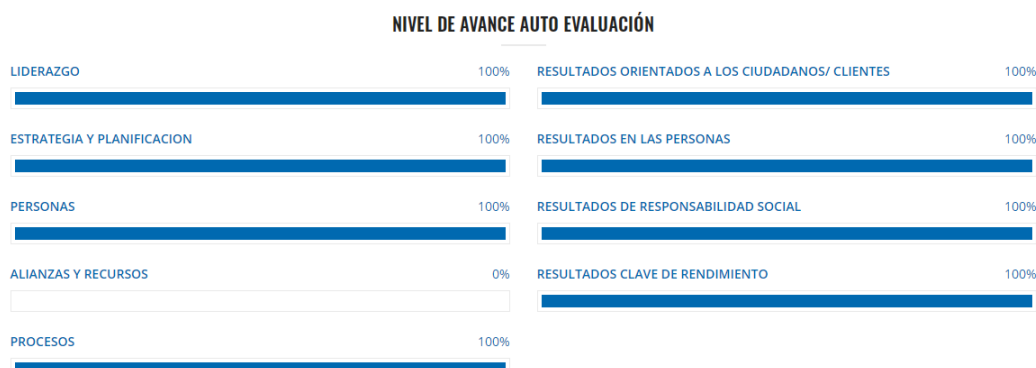 NIVEL DE AVANCE AUTO EVALUACIÓN
LIDERAZGO 100%
ESTRATEGIA Y PLANIFICACION 100%
PERSONAS 100%
ALIANZAS Y RECURSOS 0%
PROCESOS 100%
RESULTADOS ORIENTADOS A LOS CIUDADANOS/ CLIENTES 100%
RESULTADOS EN LAS PERSONAS 100%
RESULTADOS DE RESPONSABILIDAD SOCIAL 100%
RESULTADOS CLAVE DE RENDIMIENTO 100%